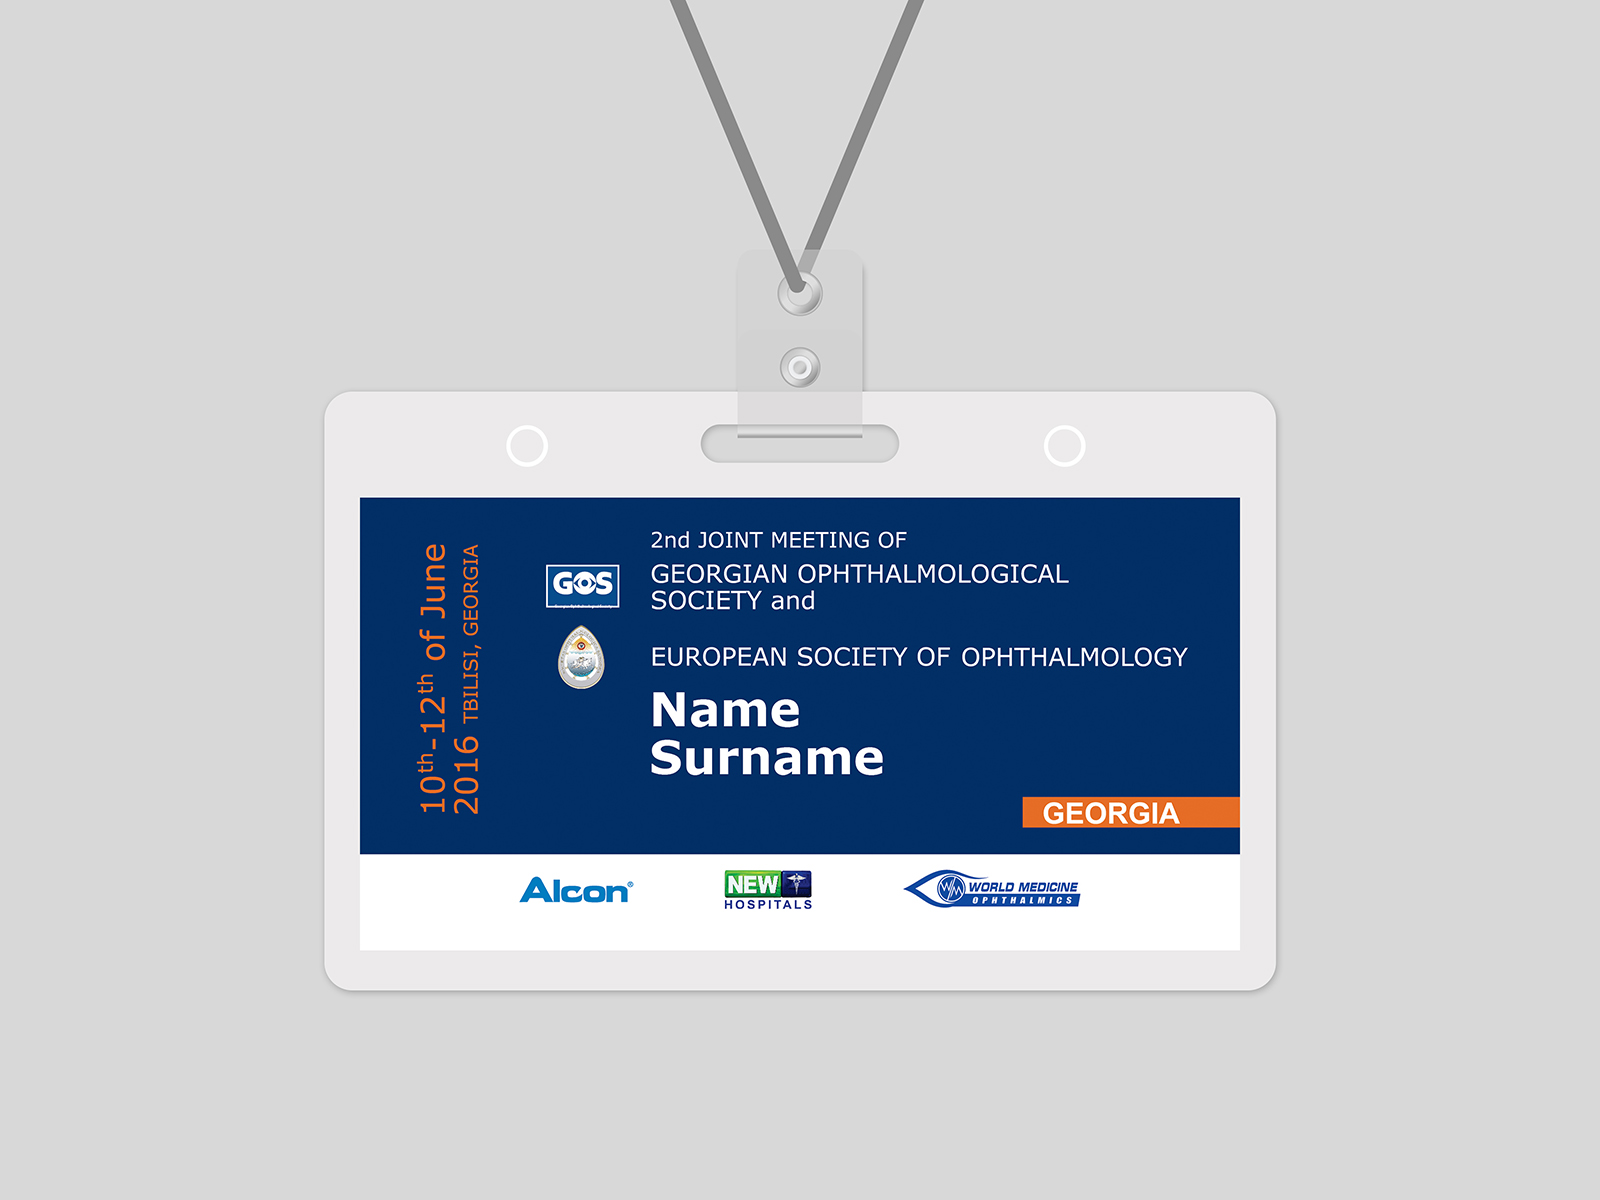 10th-12th of June
2016 TBILISI, GEORGIA
2nd JOINT MEETING OF
GOS
GEORGIAN OPHTHALMOLOGICAL
SOCIETY and
EUROPEAN SOCIETY OF OPHTHALMOLOGY
Name
Surname
GEORGIA
Alcon®
NEW
HOSPITALS
WM WORLD MEDICINE
OPHTHALMICS